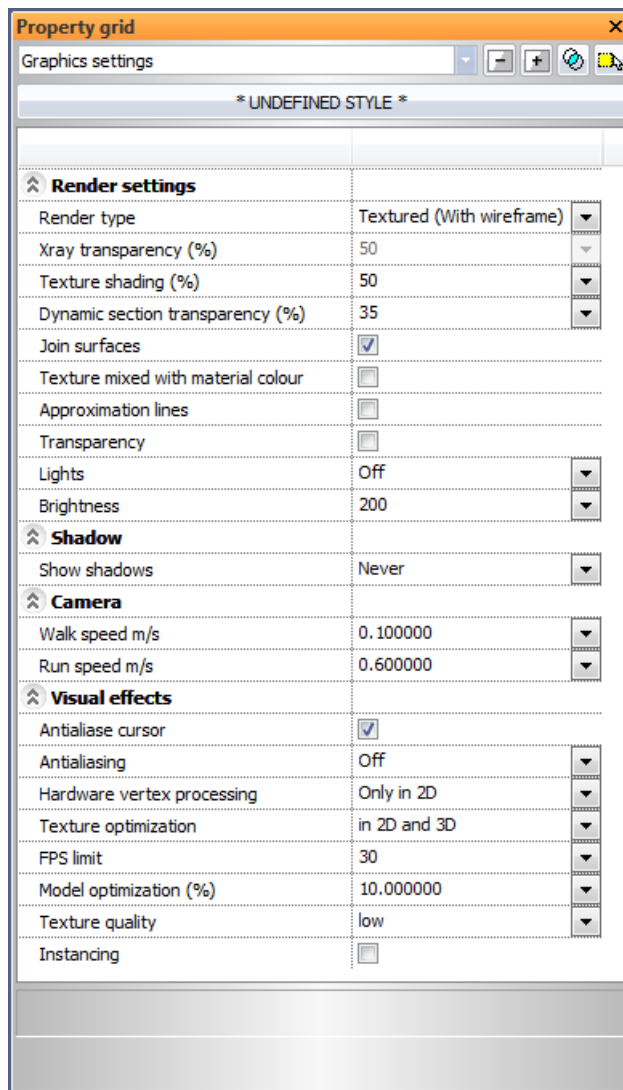 Property grid
Graphics settings
* UNDEFINED STYLE *
Render settings
Render type Textured (With wireframe)
Xray transparency (%) 50
Texture shading (%) 50
Dynamic section transparency (%) 35
Join surfaces
Texture mixed with material colour
Approximation lines
Transparency
Lights Off
Brightness 200
Shadow
Show shadows Never
Camera
Walk speed m/s 0.100000
Run speed m/s 0.600000
Visual effects
Antialiase cursor
Antialiasing Off
Hardware vertex processing Only in 2D
Texture optimization in 2D and 3D
FPS limit 30
Model optimization (%) 10.000000
Texture quality low
Instancing